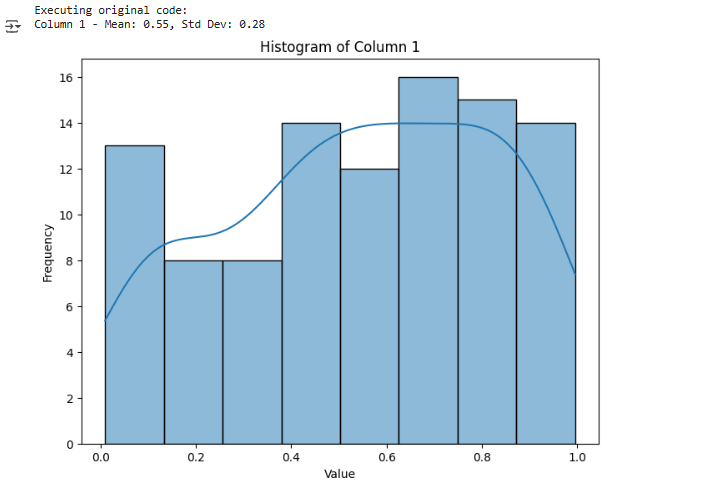 Executing original code:
Column 1 - Mean: 0.55, Std Dev: 0.28
Histogram of Column 1
16
14
12
10
8
6
4
2
0
Frequency
0.0 0.2 0.4 0.6 0.8 1.0
Value